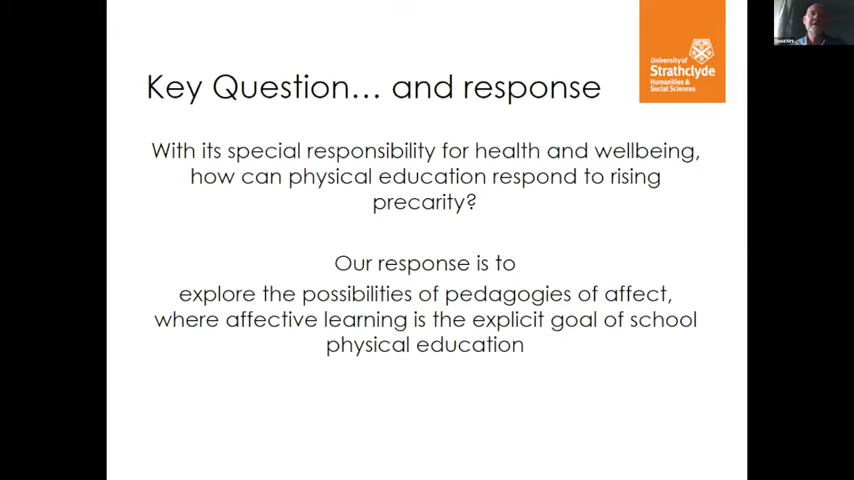 Key Question... and response
University of
Strathclyde
Humanities &
Social Sciences
David Kirk
With its special responsibility for health and wellbeing,
how can physical education respond to rising
precarity?
Our response is to
explore the possibilities of pedagogies of affect,
where affective learning is the explicit goal of school
physical education